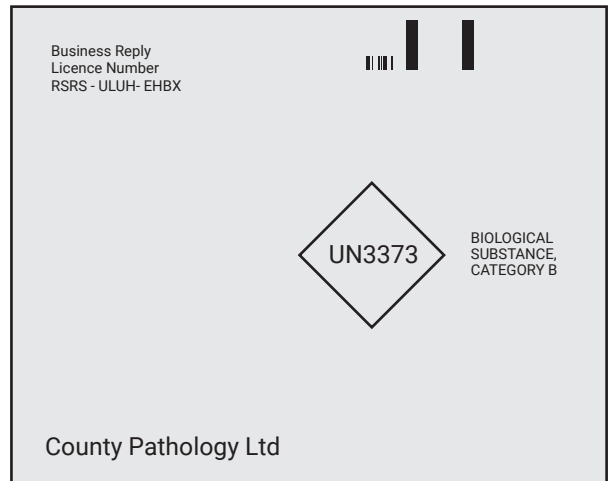 Business Reply
Licence Number
RSRS - ULUH- EHBX
UN3373
BIOLOGICAL
SUBSTANCE,
CATEGORY B
County Pathology Ltd